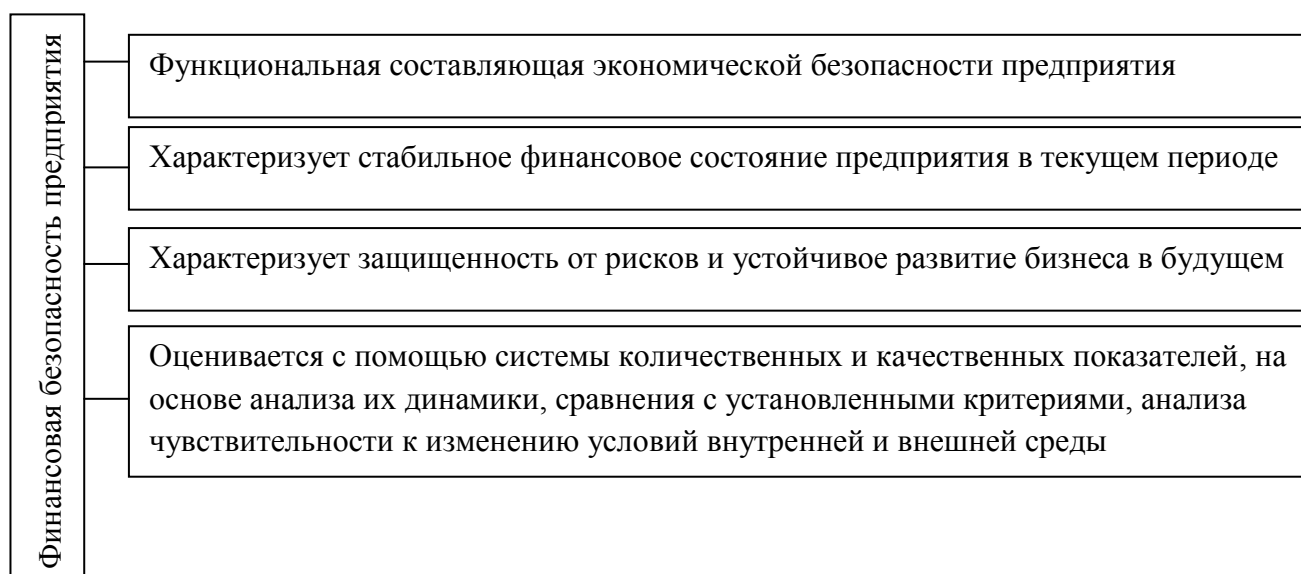 Финансовая безопасность предприятия
Функциональная составляющая экономической безопасности предприятия
Характеризует стабильное финансовое состояние предприятия в текущем периоде
Характеризует защищенность от рисков и устойчивое развитие бизнеса в будущем
Оценивается с помощью системы количественных и качественных показателей, на
основе анализа их динамики, сравнения с установленными критериями, анализа
чувствительности к изменению условий внутренней и внешней среды